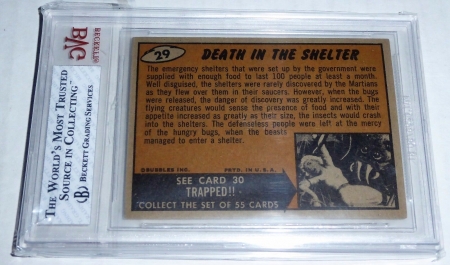 BECKETT
BVG
THE WORLD'S MOST TRUSTED
SOURCE IN COLLECTING™
BECKETT GRADING SERVICES
29
DEATH IN THE SHELTER
The emergency shelters that were set up by the government were
supplied with enough food to last 100 people at least a month.
Well disguised, the shelters were rarely discovered by the Martians
as they flew over them in their saucers. However, when the bugs
were released, the danger of discovery was greatly increased. The
flying creatures would sense the presence of food and with their
appetite increased as greatly as their size, the insects would crash
into the shelters. The defenseless people were left at the mercy
of the hungry bugs, when the beasts
managed to enter a shelter.
©BUBBLES INC. PRTD. IN U.S.A.
SEE CARD 30
TRAPPED!!
COLLECT THE SET OF 55 CARDS